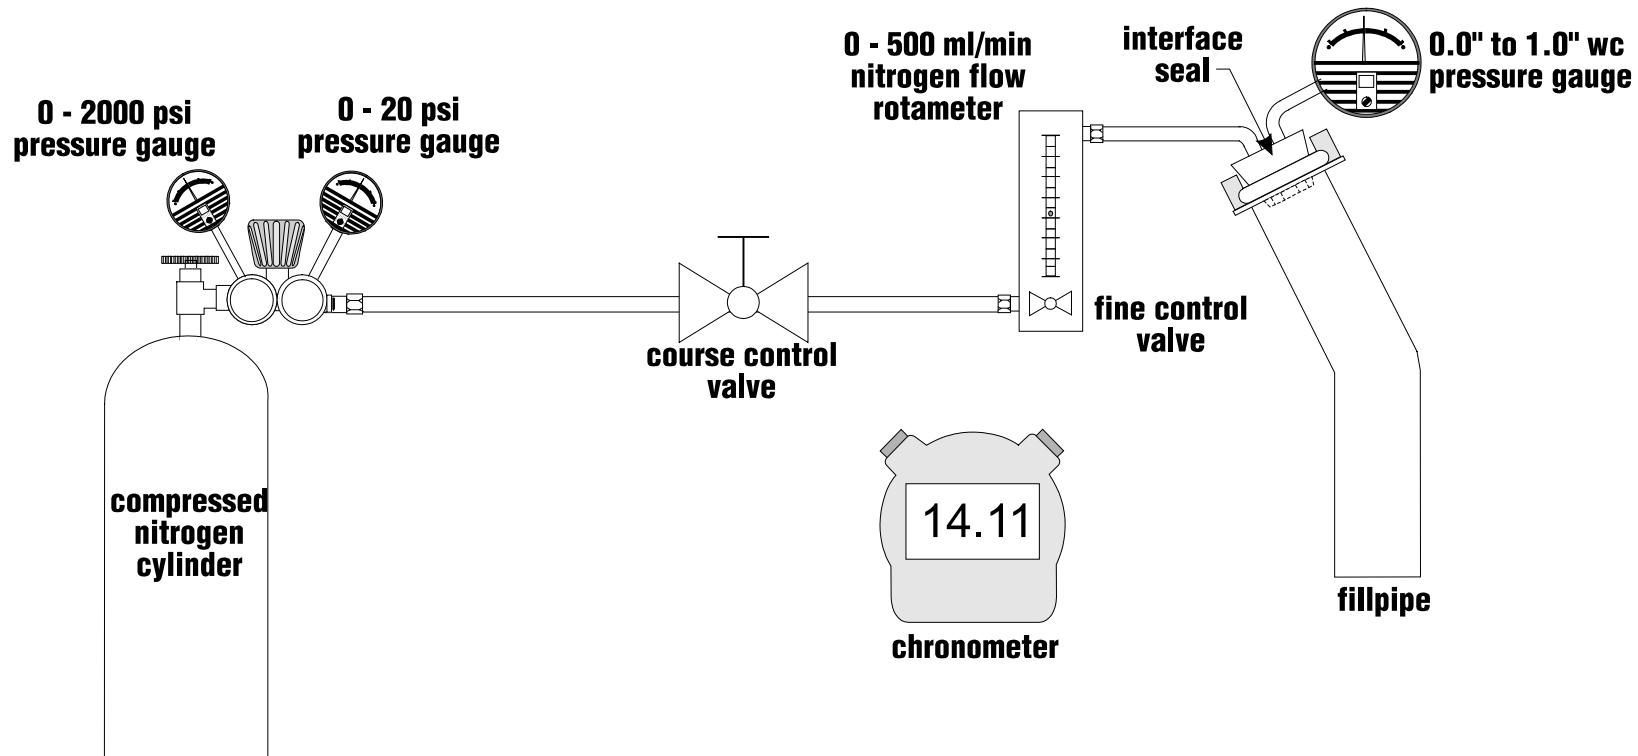 0 - 2000 psi
pressure gauge
0 - 20 psi
pressure gauge
0 - 500 ml/min
nitrogen flow
rotameter
interface
seal
0.0" to 1.0" wc
pressure gauge
course control
valve
fine control
valve
compressed
nitrogen
cylinder
14.11
chronometer
fillpipe